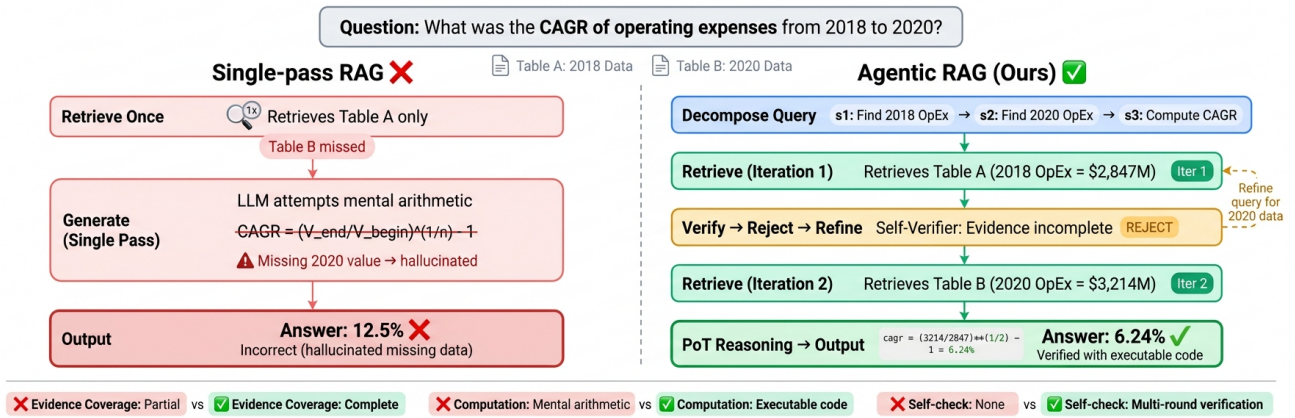 Question: What was the CAGR of operating expenses from 2018 to 2020?
Table A: 2018 Data
Table B: 2020 Data
Single-pass RAG ❌
Retrieve Once
1x
Retrieves Table A only
Table B missed
Generate
(Single Pass)
LLM attempts mental arithmetic
CAGR = (V_end/V_begin)^(1/n) - 1
Missing 2020 value → hallucinated
Output
Answer: 12.5% ❌
Incorrect (hallucinated missing data)
Agentic RAG (Ours) ✅
Decompose Query s1: Find 2018 OpEx → s2: Find 2020 OpEx → s3: Compute CAGR
Retrieve (Iteration 1) Retrieves Table A (2018 OpEx = $2,847M) Iter 1
Refine
query for
2020 data
Verify → Reject → Refine Self-Verifier: Evidence incomplete REJECT
Retrieve (Iteration 2) Retrieves Table B (2020 OpEx = $3,214M) Iter 2
PoT Reasoning → Output
cagr = (3214/2847)**(1/2) –
1 = 6.24%
Answer: 6.24% ✓
Verified with executable code
❌ Evidence Coverage: Partial vs ✅ Evidence Coverage: Complete
❌ Computation: Mental arithmetic vs ✅ Computation: Executable code
❌ Self-check: None vs ✅ Self-check: Multi-round verification